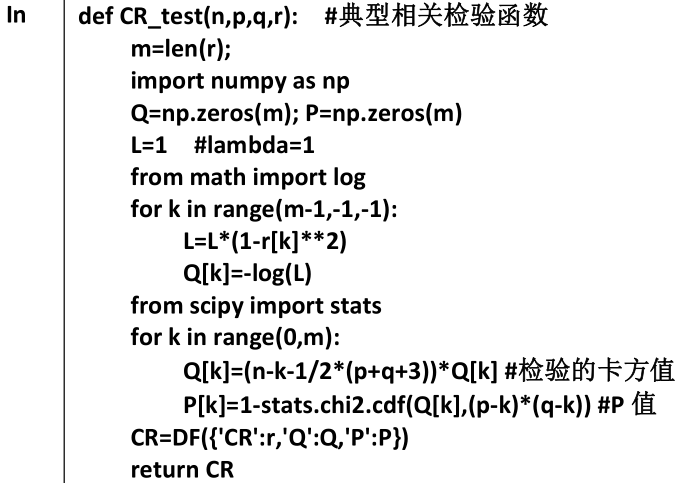 In
def CR_test(n,p,q,r): #典型相关检验函数
m=len(r);
import numpy as np
Q=np.zeros(m); P=np.zeros(m)
L=1 #lambda=1
from math import log
for k in range(m-1,-1,-1):
L=L*(1-r[k]**2)
Q[k]=-log(L)
from scipy import stats
for k in range(0,m):
Q[k]=(n-k-1/2*(p+q+3))*Q[k] #检验的卡方值
P[k]=1-stats.chi2.cdf(Q[k],(p-k)*(q-k)) #P 值
CR=DF({'CR':r,'Q':Q,'P':P})
return CR